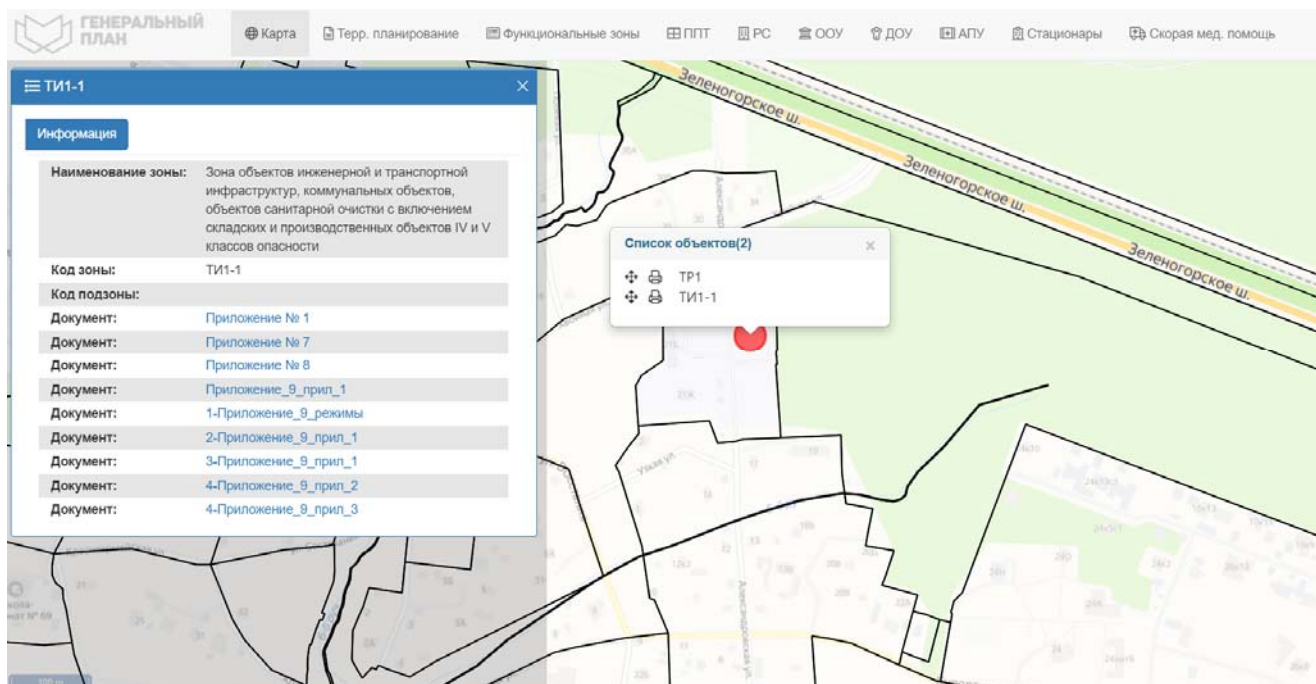 ГЕНЕРАЛЬНЫЙ
ПЛАН
Карта
Терр. планирование
Функциональные зоны
ППТ
РС
ООУ
ДОУ
АПУ
Стационары
Скорая мед. помощь
ТИ1-1
Информация
Наименование зоны: Зона объектов инженерной и транспортной
инфраструктур, коммунальных объектов,
объектов санитарной очистки с включением
складских и производственных объектов IV и V
классов опасности
Код зоны: ТИ1-1
Код подзоны:
Документ: Приложение № 1
Документ: Приложение № 7
Документ: Приложение № 8
Документ: Приложение_9_прил_1
Документ: 1-Приложение_9_режимы
Документ: 2-Приложение_9_прил_1
Документ: 3-Приложение_9_прил_1
Документ: 4-Приложение_9_прил_2
Документ: 4-Приложение_9_прил_3
Список объектов(2)
ТР1
ТИ1-1
Зеленогорское ш.
Зеленогорское ш.
Зеленогорское ш.
Узкая ул.
Александровская ул.